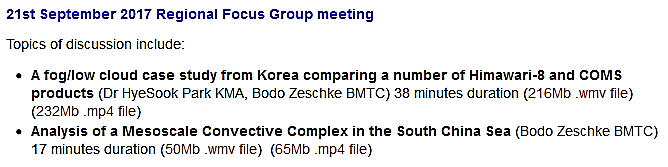 21st September 2017 Regional Focus Group meeting
Topics of discussion include:
• A fog/low cloud case study from Korea comparing a number of Himawari-8 and COMS
products (Dr HyeSook Park KMA, Bodo Zeschke BMTC) 38 minutes duration (216Mb .wmv file)
(232Mb .mp4 file)
• Analysis of a Mesoscale Convective Complex in the South China Sea (Bodo Zeschke BMTC)
17 minutes duration (50Mb .wmv file)  (65Mb .mp4 file)